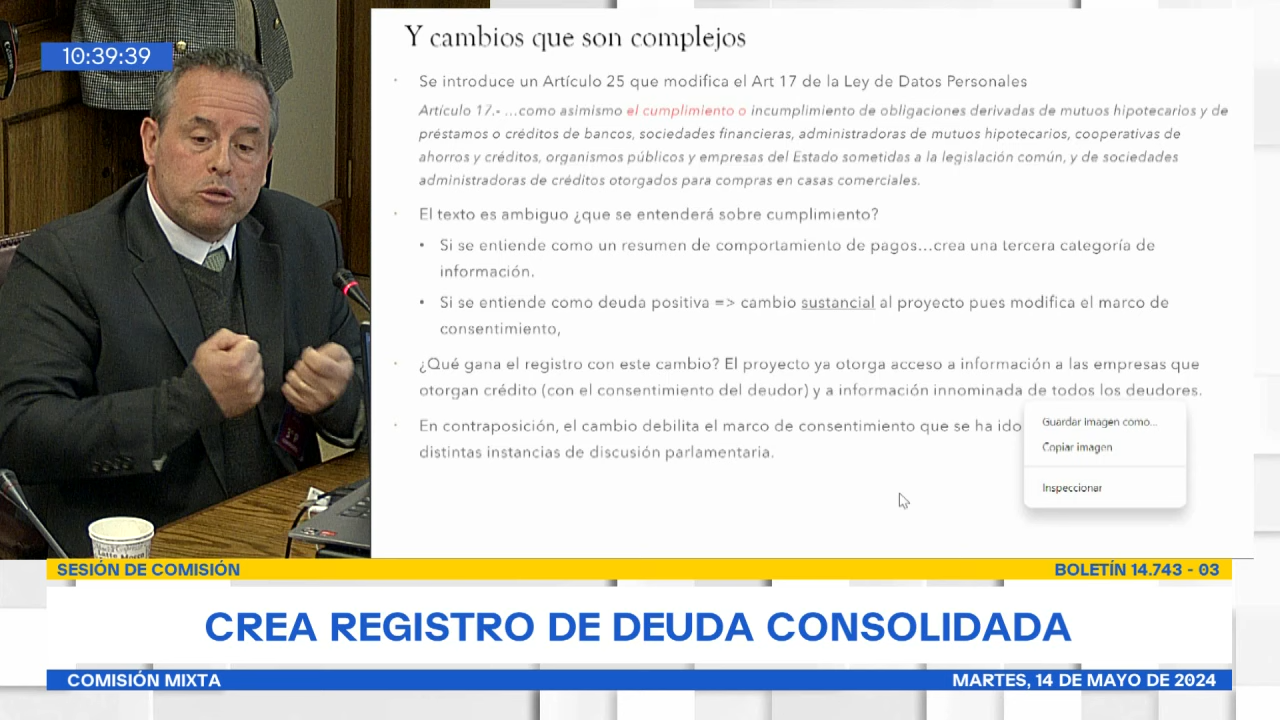 10:39:39
Y cambios que son complejos
Se introduce un Artículo 25 que modifica el Art 17 de la Ley de Datos Personales
Artículo 17.- ...como asimismo el cumplimiento o incumplimiento de obligaciones derivadas de mutuos hipotecarios y de
préstamos o créditos de bancos, sociedades financieras, administradoras de mutuos hipotecarios, cooperativas de
ahorros y créditos, organismos públicos y empresas del Estado sometidas a la legislación común, y de sociedades
administradoras de créditos otorgados para compras en casas comerciales.
El texto es ambiguo ¿que se entenderá sobre cumplimiento?
Si se entiende como un resumen de comportamiento de pagos...crea una tercera categoría de
información.
Si se entiende como deuda positiva => cambio sustancial al proyecto pues modifica el marco de
consentimiento,
¿Qué gana el registro con este cambio? El proyecto ya otorga acceso a información a las empresas que
otorgan crédito (con el consentimiento del deudor) y a información innominada de todos los deudores.
En contraposición, el cambio debilita el marco de consentimiento que se ha ido
distintas instancias de discusión parlamentaria.
Guardar imagen como...
Copiar imagen
Inspeccionar
SESIÓN DE COMISIÓN
BOLETÍN 14.743 - 03
CREA REGISTRO DE DEUDA CONSOLIDADA
COMISIÓN MIXTA
MARTES, 14 DE MAYO DE 2024